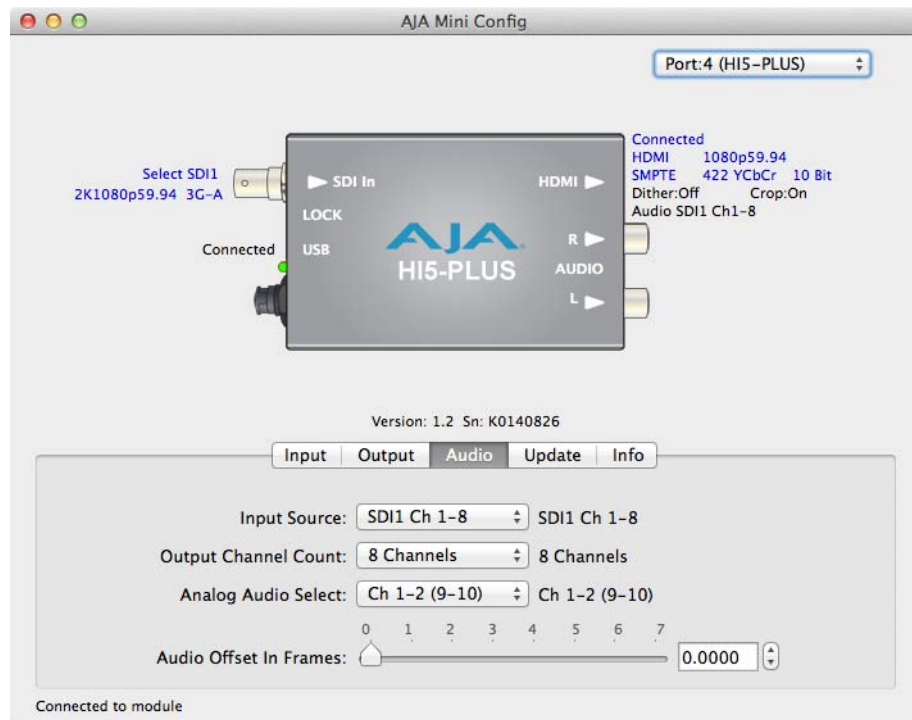 AJA Mini Config
Port:4 (HI5-PLUS)
Select SDI1
2K1080p59.94 3G-A
Connected
SDI In
LOCK
USB
AJA
HI5-PLUS
HDMI
R
AUDIO
L
Connected
HDMI 1080p59.94
SMPTE 422 YCbCr 10 Bit
Dither:Off Crop:On
Audio SDI1 Ch1-8
Version: 1.2 Sn: K0140826
Input Output Audio Update Info
Input Source: SDI1 Ch 1-8 SDI1 Ch 1-8
Output Channel Count: 8 Channels 8 Channels
Analog Audio Select: Ch 1-2 (9-10) Ch 1-2 (9-10)
0 1 2 3 4 5 6 7
Audio Offset In Frames: 0.0000
Connected to module